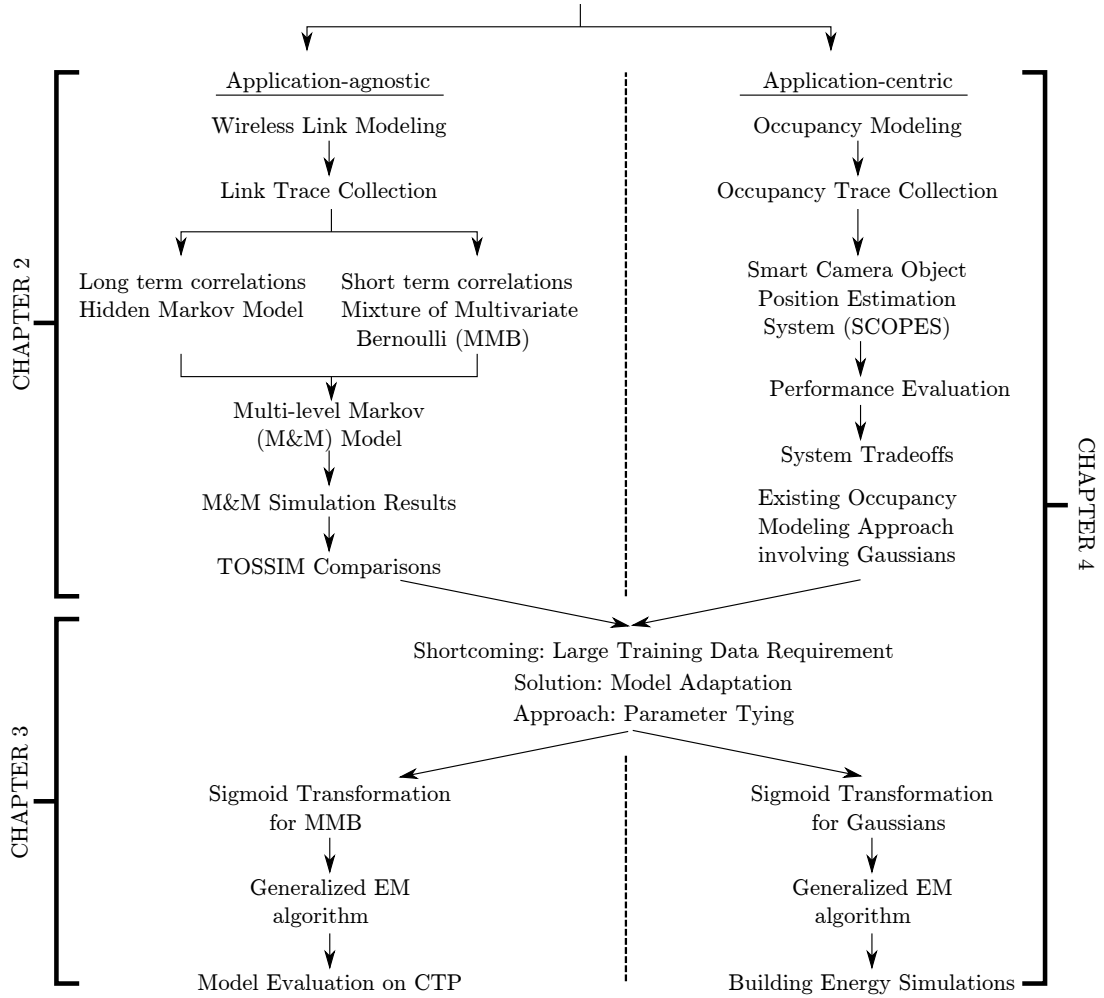 Application-agnostic
Wireless Link Modeling
Link Trace Collection
Long term correlations
Hidden Markov Model
Short term correlations
Mixture of Multivariate
Bernoulli (MMB)
Multi-level Markov
(M&M) Model
M&M Simulation Results
TOSSIM Comparisons
CHAPTER 2
Application-centric
Occupancy Modeling
Occupancy Trace Collection
Smart Camera Object
Position Estimation
System (SCOPES)
Performance Evaluation
System Tradeoffs
Existing Occupancy
Modeling Approach
involving Gaussians
CHAPTER 4
Shortcoming: Large Training Data Requirement
Solution: Model Adaptation
Approach: Parameter Tying
CHAPTER 3
Sigmoid Transformation
for MMB
Generalized EM
algorithm
Model Evaluation on CTP
Sigmoid Transformation
for Gaussians
Generalized EM
algorithm
Building Energy Simulations